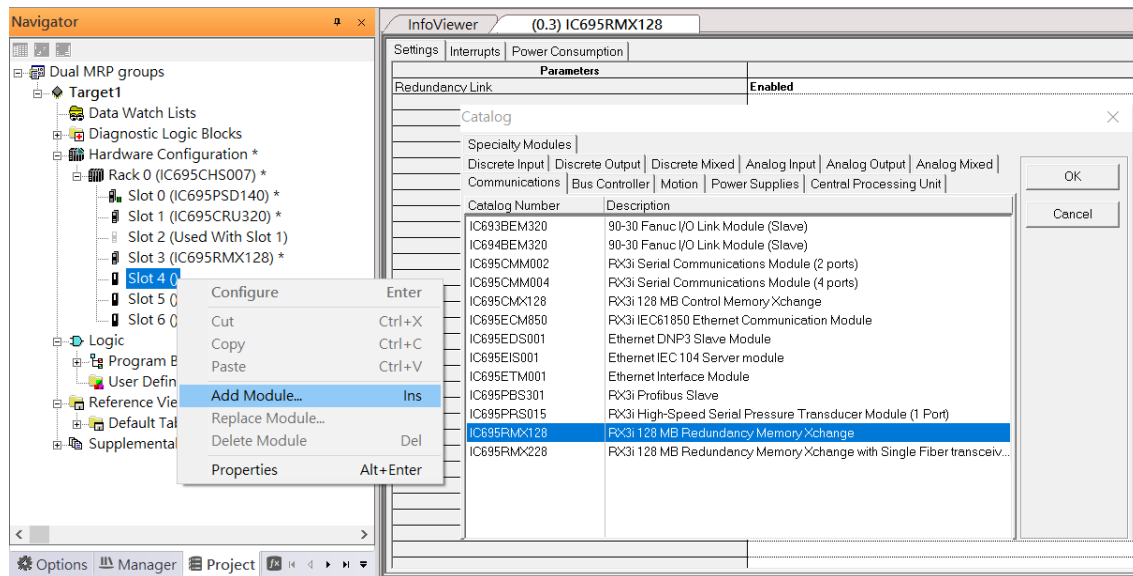 Navigator
Dual MRP groups
Target1
Data Watch Lists
Diagnostic Logic Blocks
Hardware Configuration *
Rack 0 (IC695CHS007) *
Slot 0 (IC695PSD140) *
Slot 1 (IC695CRU320) *
Slot 2 (Used With Slot 1)
Slot 3 (IC695RMX128) *
Slot 4 ()
Slot 5 ()
Slot 6 ()
Logic
Program B
User Defin
Reference Vie
Default Tal
Supplemental
Configure Enter
Cut Ctrl+X
Copy Ctrl+C
Paste Ctrl+V
Add Module... Ins
Replace Module...
Delete Module Del
Properties Alt+Enter
Options Manager Project
InfoViewer (0.3) IC695RMX128
Settings Interrupts Power Consumption
Parameters
Redundancy Link Enabled
Catalog
Specialty Modules
Discrete Input Discrete Output Discrete Mixed Analog Input Analog Output Analog Mixed
Communications Bus Controller Motion Power Supplies Central Processing Unit
Catalog Number Description
IC693BEM320 90-30 Fanuc I/O Link Module (Slave)
IC694BEM320 90-30 Fanuc I/O Link Module (Slave)
IC695CMM002 RX3i Serial Communications Module (2 ports)
IC695CMM004 RX3i Serial Communications Module (4 ports)
IC695CMX128 RX3i 128 MB Control Memory Xchange
IC695ECM850 RX3i IEC61850 Ethernet Communication Module
IC695EDS001 Ethernet DNP3 Slave Module
IC695EIS001 Ethernet IEC 104 Server module
IC695ETM001 Ethernet Interface Module
IC695PBS301 RX3i Profibus Slave
IC695PRS015 RX3i High-Speed Serial Pressure Transducer Module (1 Port)
IC695RMX128 RX3i 128 MB Redundancy Memory Xchange
IC695RMX228 RX3i 128 MB Redundancy Memory Xchange with Single Fiber transceiv...
OK
Cancel